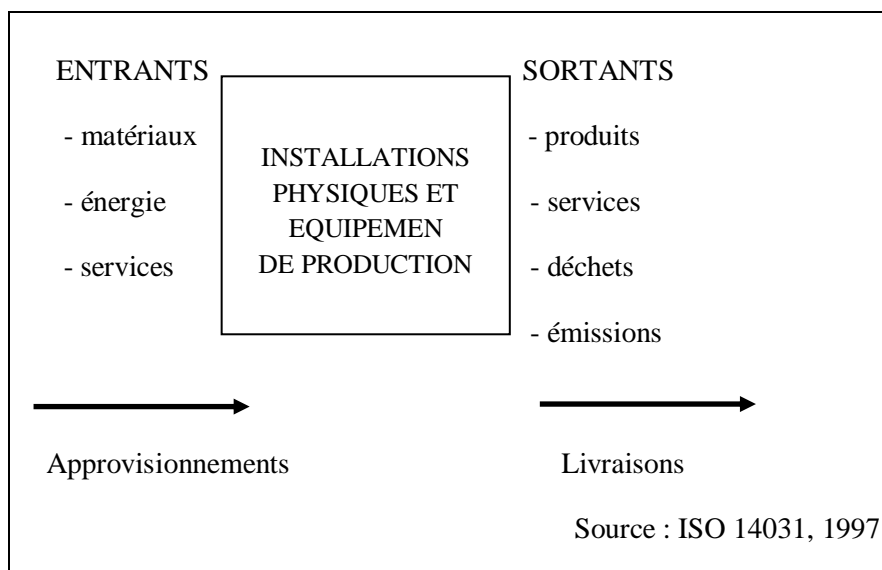 ENTRANTS
- matériaux
- énergie
- services
INSTALLATIONS
PHYSIQUES ET
EQUIPEMEN
DE PRODUCTION
SORTANTS
- produits
- services
- déchets
- émissions
Approvisionnements
Livraisons
Source : ISO 14031, 1997